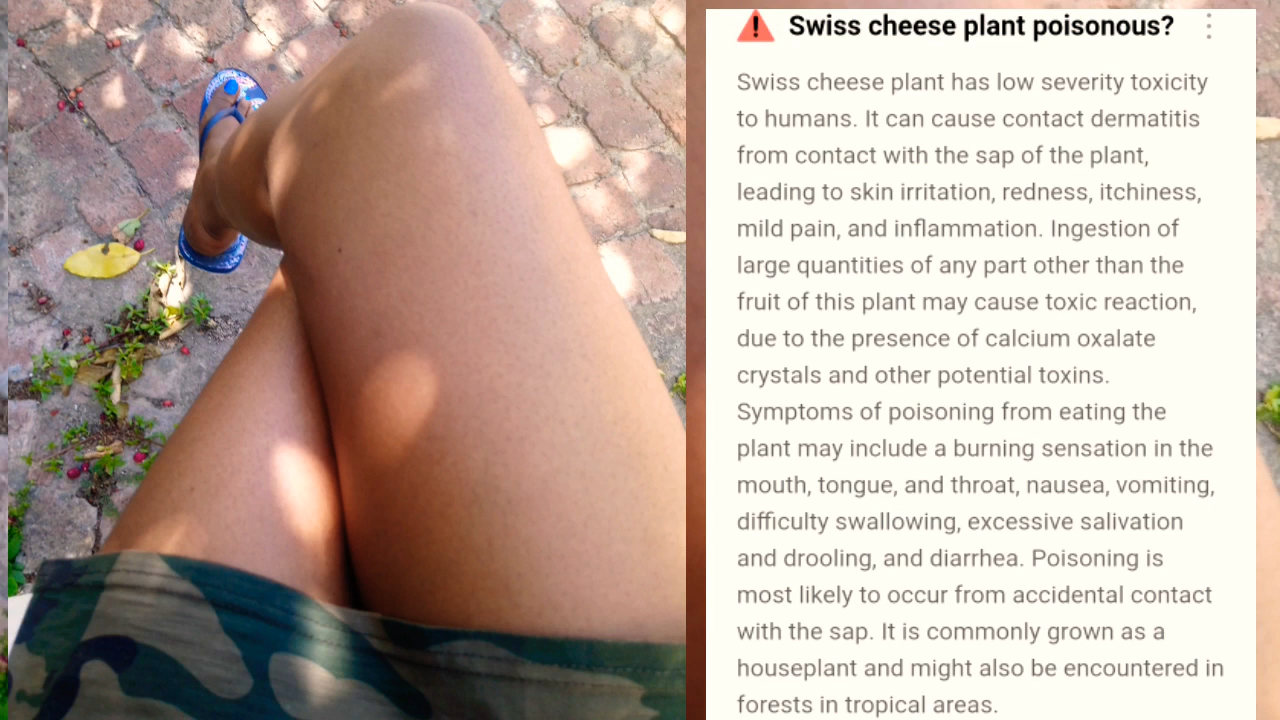 Swiss cheese plant poisonous?
Swiss cheese plant has low severity toxicity
to humans. It can cause contact dermatitis
from contact with the sap of the plant,
leading to skin irritation, redness, itchiness,
mild pain, and inflammation. Ingestion of
large quantities of any part other than the
fruit of this plant may cause toxic reaction,
due to the presence of calcium oxalate
crystals and other potential toxins.
Symptoms of poisoning from eating the
plant may include a burning sensation in the
mouth, tongue, and throat, nausea, vomiting,
difficulty swallowing, excessive salivation
and drooling, and diarrhea. Poisoning is
most likely to occur from accidental contact
with the sap. It is commonly grown as a
houseplant and might also be encountered in
forests in tropical areas.